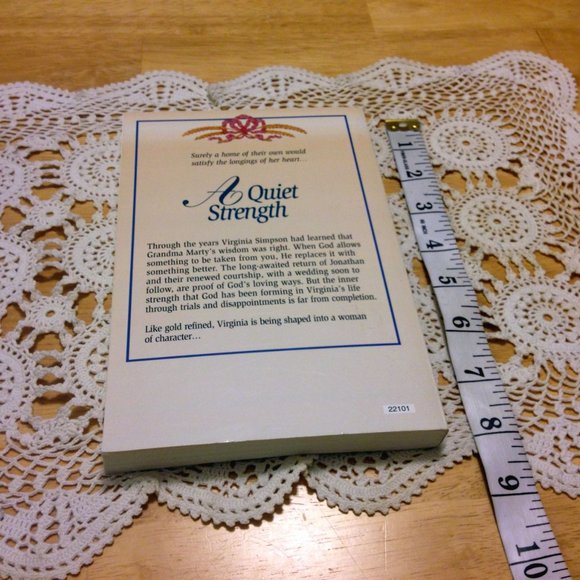 Surely a home of their own would
satisfy the longings of her heart...
A Quiet
Strength
Through the years Virginia Simpson had learned that
Grandma Marty's wisdom was right. When God allows
something to be taken from you, He replaces it with
something better. The long-awaited return of Jonathan
and their renewed courtship, with a wedding soon to
follow, are proof of God's loving ways. But the inner
strength that God has been forming in Virginia's life
through trials and disappointments is far from completion.
Like gold refined, Virginia is being shaped into a woman
of character...
22101
1
2
3
4
5
6
7
8
9
10